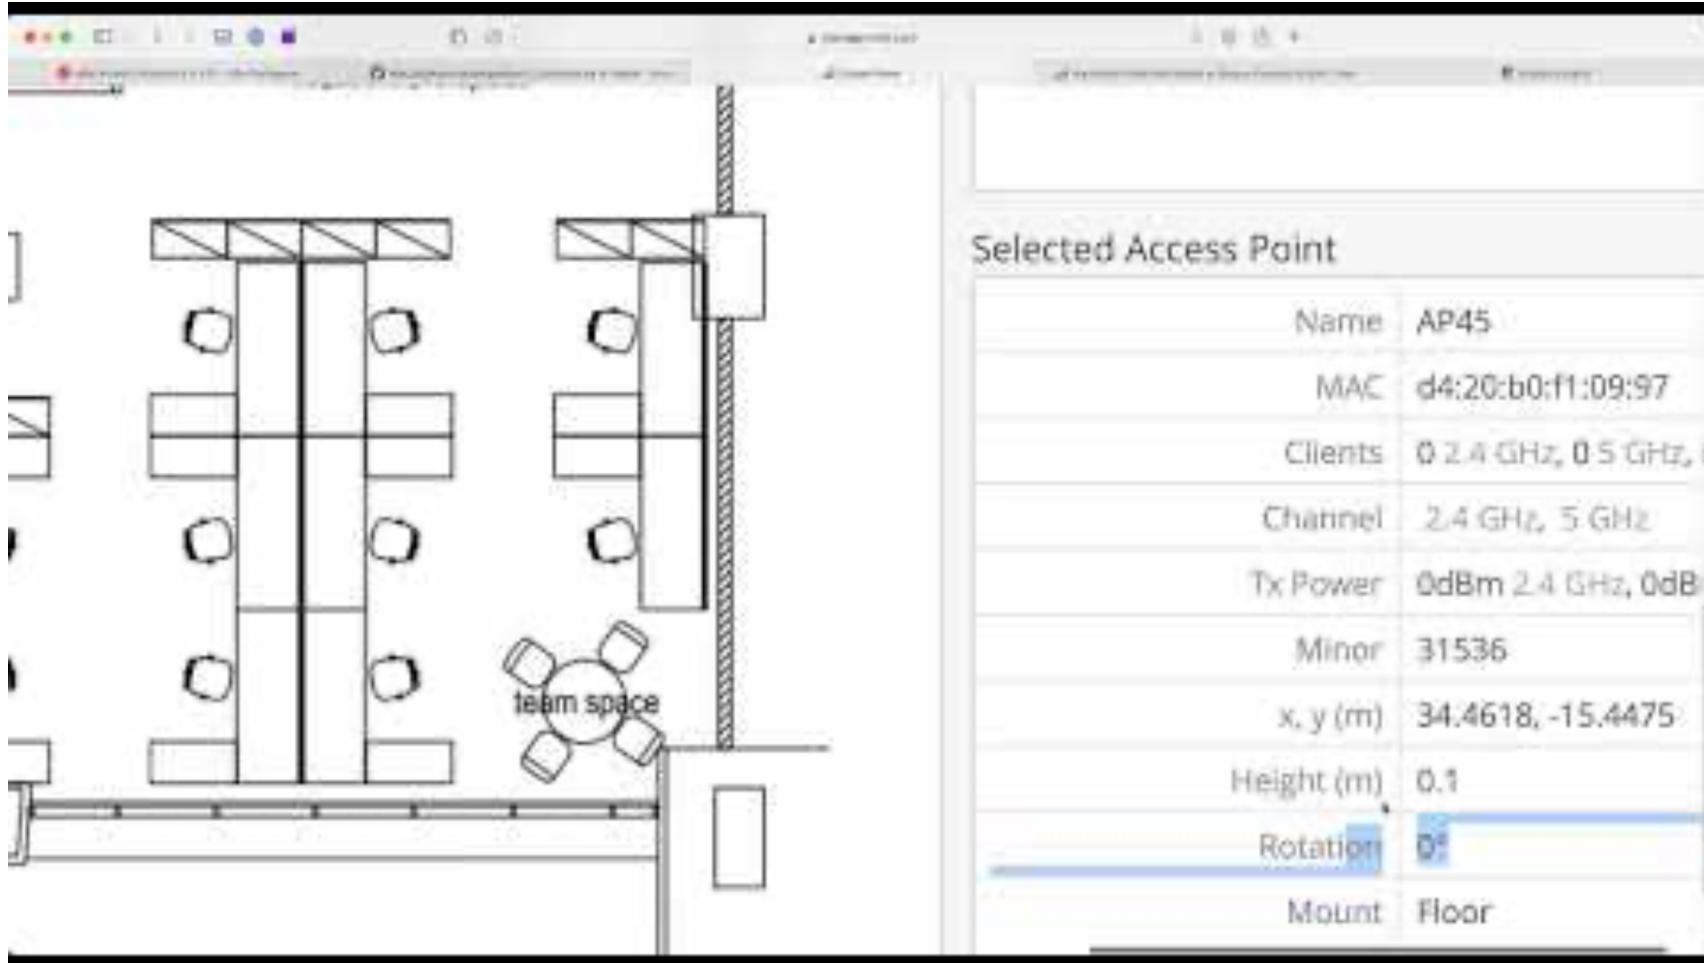 team space
Selected Access Point
Name AP45
MAC d4:20:b0:f1:09:97
Clients 0 2.4 GHz, 0 5 GHz,
Channel 2.4 GHz, 5 GHz
Tx Power 0dBm 2.4 GHz, 0dB
Minor 31536
x, y (m) 34.4618, -15.4475
Height (m) 0.1
Rotation 0°
Mount Floor